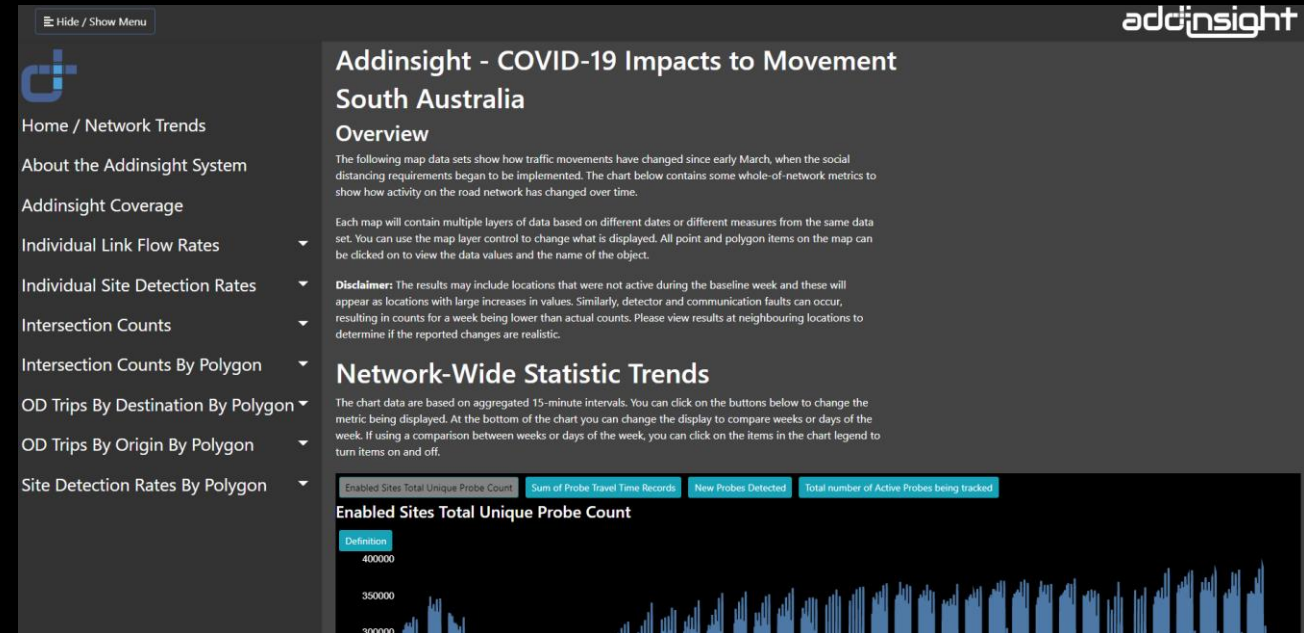 Hide / Show Menu
addinsight
Home / Network Trends
About the Addinsight System
Addinsight Coverage
Individual Link Flow Rates
Individual Site Detection Rates
Intersection Counts
Intersection Counts By Polygon
OD Trips By Destination By Polygon
OD Trips By Origin By Polygon
Site Detection Rates By Polygon
Addinsight - COVID-19 Impacts to Movement
South Australia
Overview
The following map data sets show how traffic movements have changed since early March, when the social
distancing requirements began to be implemented. The chart below contains some whole-of-network metrics to
show how activity on the road network has changed over time.
Each map will contain multiple layers of data based on different dates or different measures from the same data
set. You can use the map layer control to change what is displayed. All point and polygon items on the map can
be clicked on to view the data values and the name of the object.
Disclaimer: The results may include locations that were not active during the baseline week and these will
appear as locations with large increases in values. Similarly, detector and communication faults can occur,
resulting in counts for a week being lower than actual counts. Please view results at neighbouring locations to
determine if the reported changes are realistic.
Network-Wide Statistic Trends
The chart data are based on aggregated 15-minute intervals. You can click on the buttons below to change the
metric being displayed. At the bottom of the chart you can change the display to compare weeks or days of the
week. If using a comparison between weeks or days of the week, you can click on the items in the chart legend to
turn items on and off.
Enabled Sites Total Unique Probe Count Sum of Probe Travel Time Records New Probes Detected Total number of Active Probes being tracked
Enabled Sites Total Unique Probe Count
Definition
400000
350000
300000